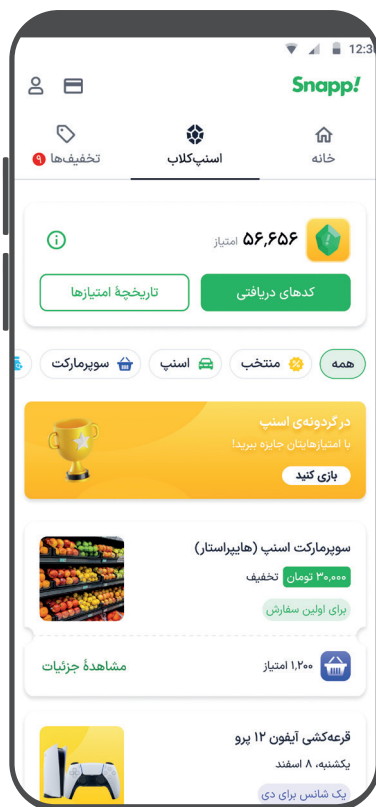 12:3
Snapp!
خانه
اسنپ‌کلاب
تخفیف‌ها ۹
۵۶,۶۵۶ امتیاز
کدهای دریافتی
تاریخچهٔ امتیازها
همه
منتخب
اسنپ
سوپرمارکت
در گردونه‌ی اسنپ
با امتیازهایتان جایزه ببرید!
بازی کنید
سوپرمارکت اسنپ (هایپراستار)
۳۰,۰۰۰ تومان تخفیف
برای اولین سفارش
۱,۲۰۰ امتیاز
مشاهدهٔ جزئیات
قرعه‌کشی آیفون ۱۲ پرو
یکشنبه، ۸ اسفند
یک شانس برای دی